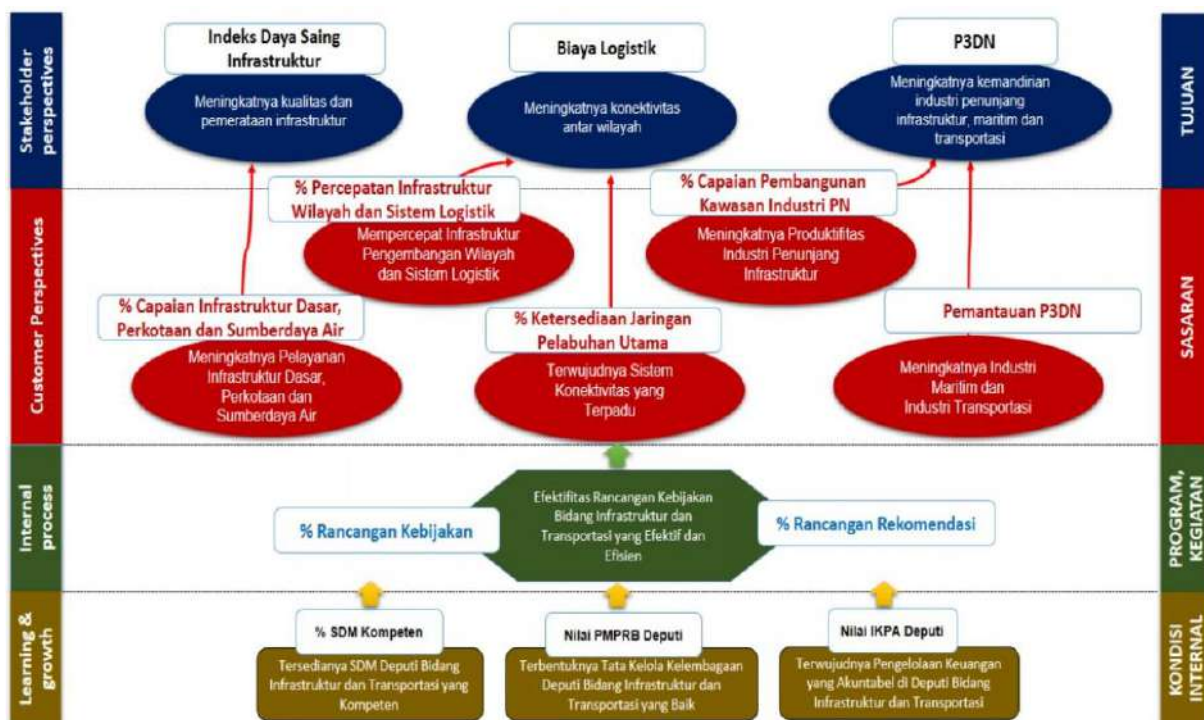 Stakeholder
perspectives
Indeks Daya Saing
Infrastruktur
Meningkatnya kualitas dan
pemerataan infrastruktur
Biaya Logistik
Meningkatnya konektivitas
antar wilayah
P3DN
Meningkatnya kemandirian
industri penunjang
infrastruktur, maritim dan
transportasi
TUJUAN
Customer Perspectives
% Percepatan Infrastruktur
Wilayah dan Sistem Logistik
Mempercepat Infrastruktur
Pengembangan Wilayah
dan Sistem Logistik
% Capaian Pembangunan
Kawasan Industri PN
Meningkatnya Produktifitas
Industri Penunjang
Infrastruktur
% Capaian Infrastruktur Dasar,
Perkotaan dan Sumberdaya Air
Meningkatnya Pelayanan
Infrastruktur Dasar,
Perkotaan dan
Sumberdaya Air
% Ketersediaan Jaringan
Pelabuhan Utama
Terwujudnya Sistem
Konektivitas yang
Terpadu
Pemantauan P3DN
Meningkatnya Industri
Maritim dan
Industri Transportasi
SASARAN
Internal
process
% Rancangan Kebijakan
Efektifitas Rancangan Kebijakan
Bidang Infrastruktur dan
Transportasi yang Efektif dan
Efisien
% Rancangan Rekomendasi
PROGRAM,
KEGIATAN
Learning &
growth
% SDM Kompeten
Tersedianya SDM Deputi Bidang
Infrastruktur dan Transportasi yang
Kompeten
Nilai PMPRB Deputi
Terbentuknya Tata Kelola Kelembagaan
Deputi Bidang Infrastruktur dan
Transportasi yang Baik
Nilai IKPA Deputi
Terwujudnya Pengelolaan Keuangan
yang Akuntabel di Deputi Bidang
Infrastruktur dan Transportasi
KONDISI
INTERNAL